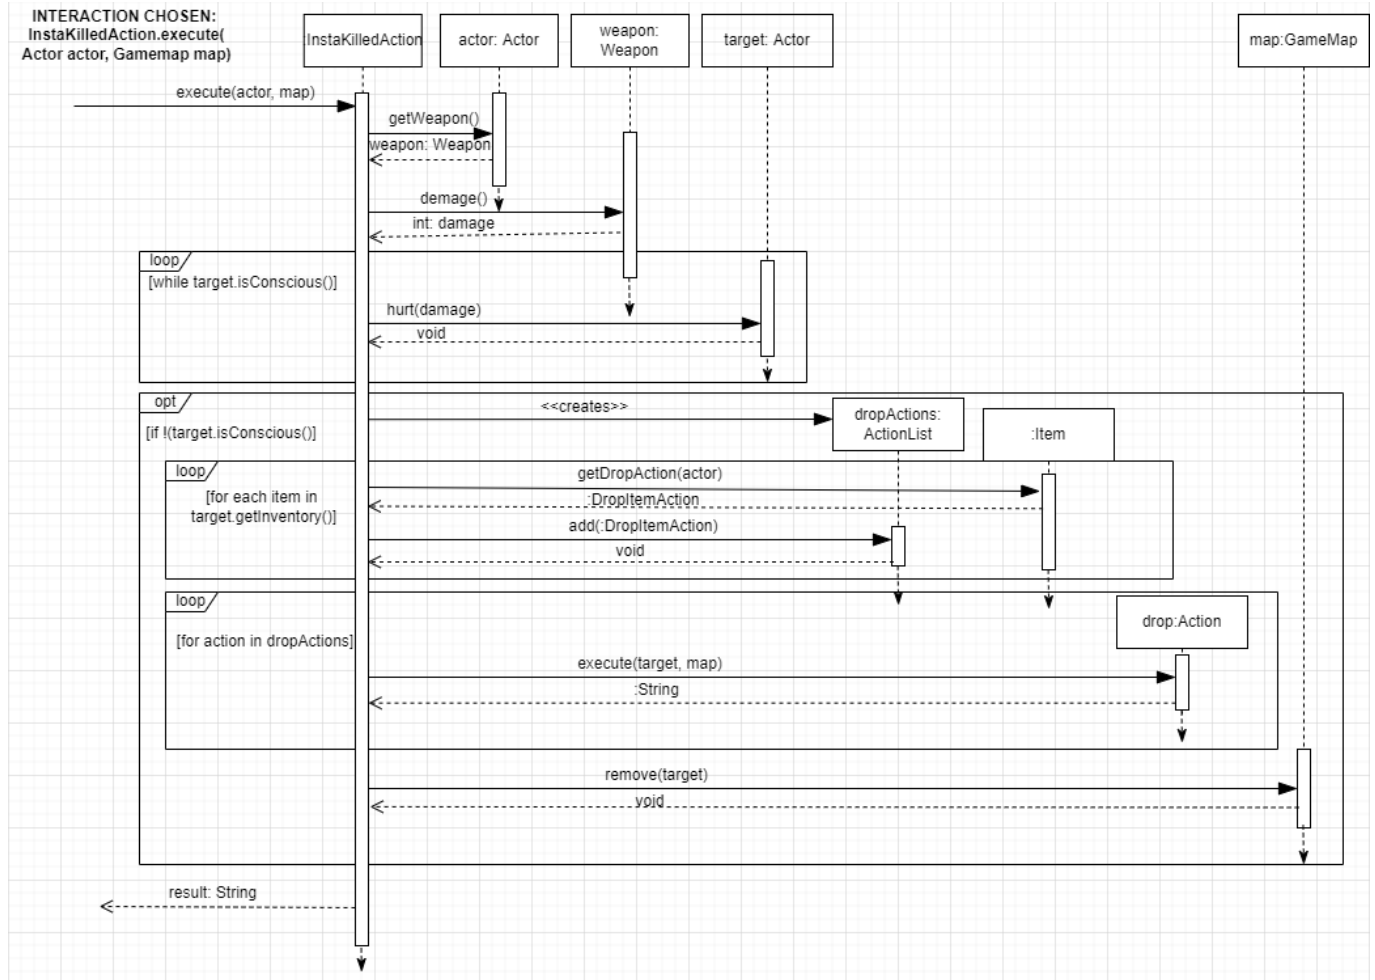 INTERACTION CHOSEN:
InstaKilledAction.execute(
Actor actor, Gamemap map)
:InstaKilledAction
actor: Actor
weapon:
Weapon
target: Actor
map:GameMap
execute(actor, map)
getWeapon()
weapon: Weapon
demage()
int: damage
loop
[while target.isConscious()]
hurt(damage)
void
opt
[if !(target.isConscious()]
<<creates>>
dropActions:
ActionList
:Item
loop
[for each item in
target.getInventory()]
getDropAction(actor)
:DropItemAction
add(:DropItemAction)
void
loop
[for action in dropActions]
drop:Action
execute(target, map)
:String
remove(target)
void
result: String